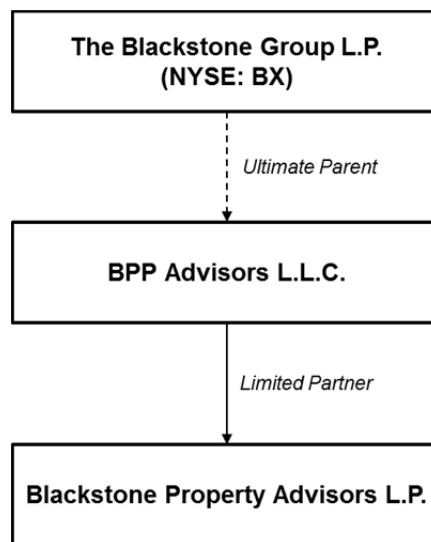 The Blackstone Group L.P.
(NYSE: BX)
Ultimate Parent
BPP Advisors L.L.C.
Limited Partner
Blackstone Property Advisors L.P.